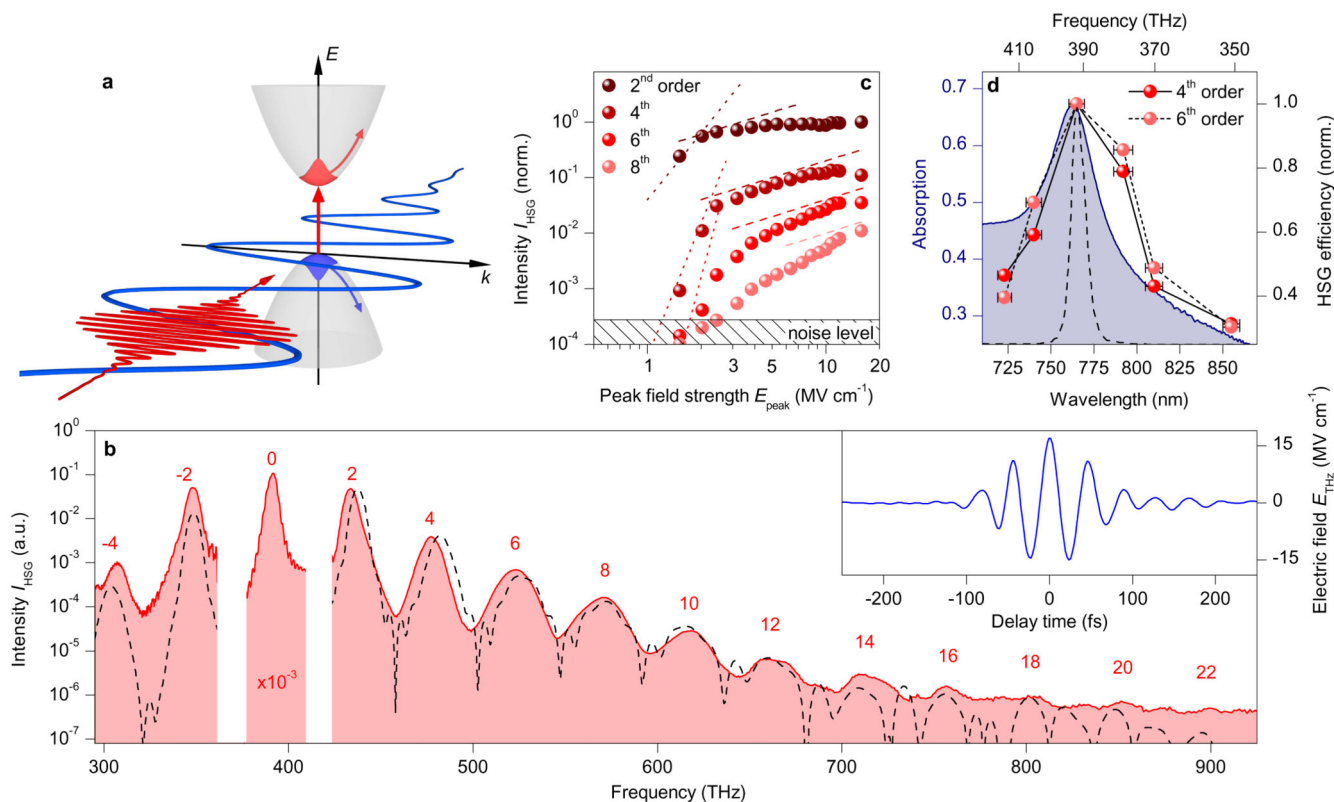 a
E
k
c
2nd order
4th
6th
8th
Intensity IHSG (norm.)
10^0
10^-1
10^-2
10^-3
10^-4
noise level
1
3
10
20
Peak field strength Epeak (MV cm^-1)
Frequency (THz)
410
390
370
350
d
4th order
6th order
Absorption
0.7
0.6
0.5
0.4
0.3
HSG efficiency (norm.)
1.0
0.8
0.6
0.4
725
750
775
800
825
850
Wavelength (nm)
b
Intensity IHSG (a.u.)
10^0
10^-1
10^-2
10^-3
10^-4
10^-5
10^-6
10^-7
-4
-2
0
2
4
6
8
10
12
14
16
18
20
22
x10^-3
300
400
500
600
700
800
900
Frequency (THz)
Electric field ETHz (MV cm^-1)
15
0
-15
-200
-100
0
100
200
Delay time (fs)